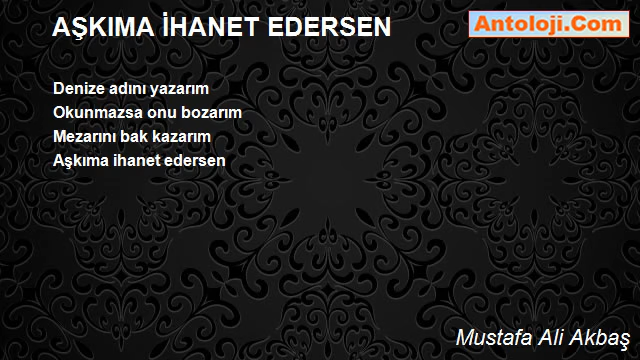 AŞKIMA İHANET EDERSEN
Antoloji.Com
Denize adını yazarım
Okunmazsa onu bozarım
Mezarını bak kazarım
Aşkıma ihanet edersen
Mustafa Ali Akbaş